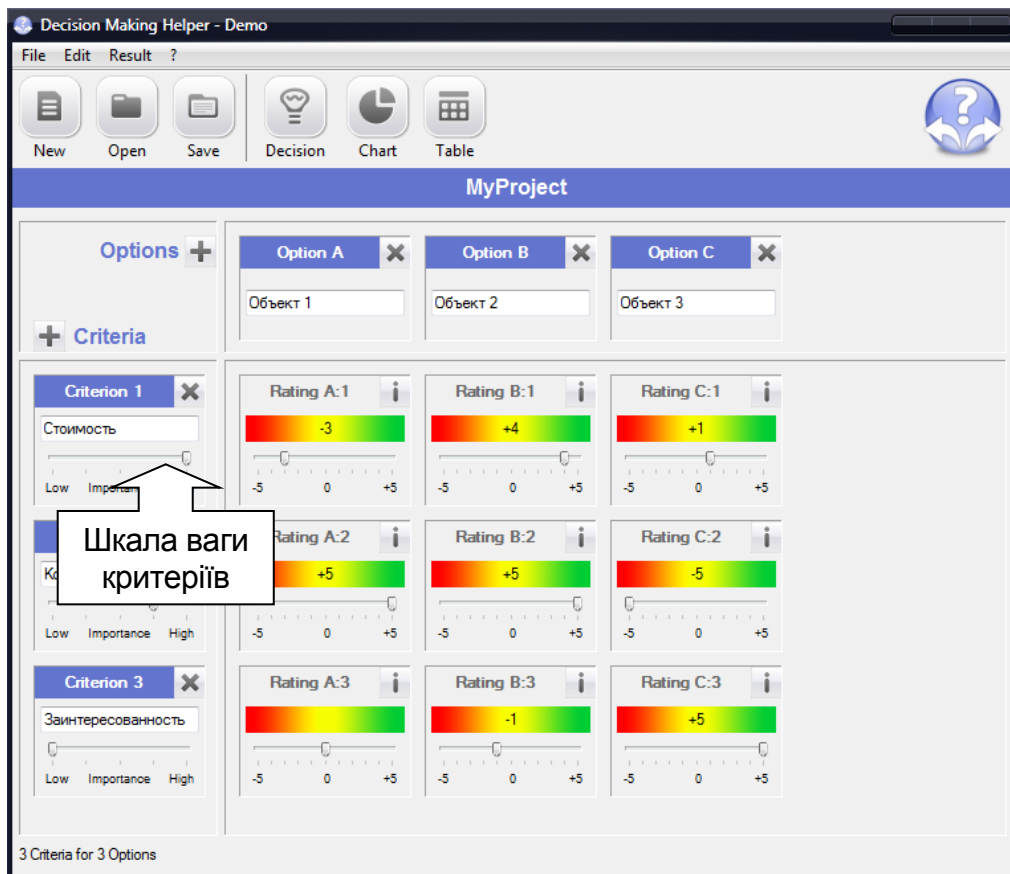 Decision Making Helper - Demo
File Edit Result ?
New Open Save Decision Chart Table
MyProject
Options
Option A Option B Option C
Объект 1 Объект 2 Объект 3
Criteria
Criterion 1 Rating A:1 i Rating B:1 i Rating C:1 i
Стоимость -3 +4 +1
Low -5 0 +5 -5 0 +5 -5 0 +5
Шкала ваги
критеріїв
Rating A:2 i Rating B:2 i Rating C:2 i
+5 +5 -5
Low Importance High -5 0 +5 -5 0 +5 -5 0 +5
Criterion 3 Rating A:3 i Rating B:3 i Rating C:3 i
Заинтересованность -1 +5
Low Importance High -5 0 +5 -5 0 +5 -5 0 +5
3 Criteria for 3 Options